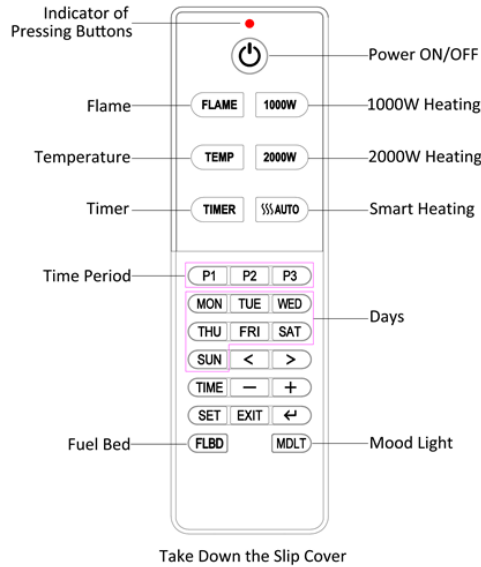 Indicator of
Pressing Buttons
Power ON/OFF
Flame FLAME 1000W 1000W Heating
Temperature TEMP 2000W 2000W Heating
Timer TIMER AUTO Smart Heating
Time Period P1 P2 P3
MON TUE WED
Days
THU FRI SAT
SUN < >
TIME − +
SET EXIT ↵
Fuel Bed FLBD MDLT Mood Light
Take Down the Slip Cover